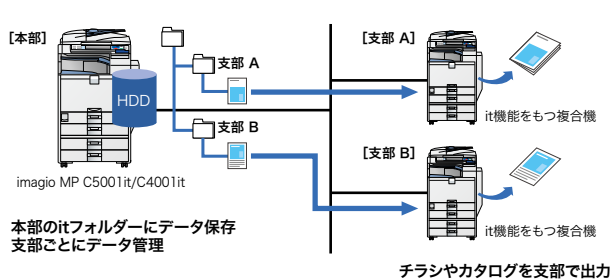 ［本部］
HDD
支部 A
支部 B
imagio MP C5001it/C4001it
本部のitフォルダーにデータ保存
支部ごとにデータ管理
［支部 A］
it機能をもつ複合機
［支部 B］
it機能をもつ複合機
チラシやカタログを支部で出力